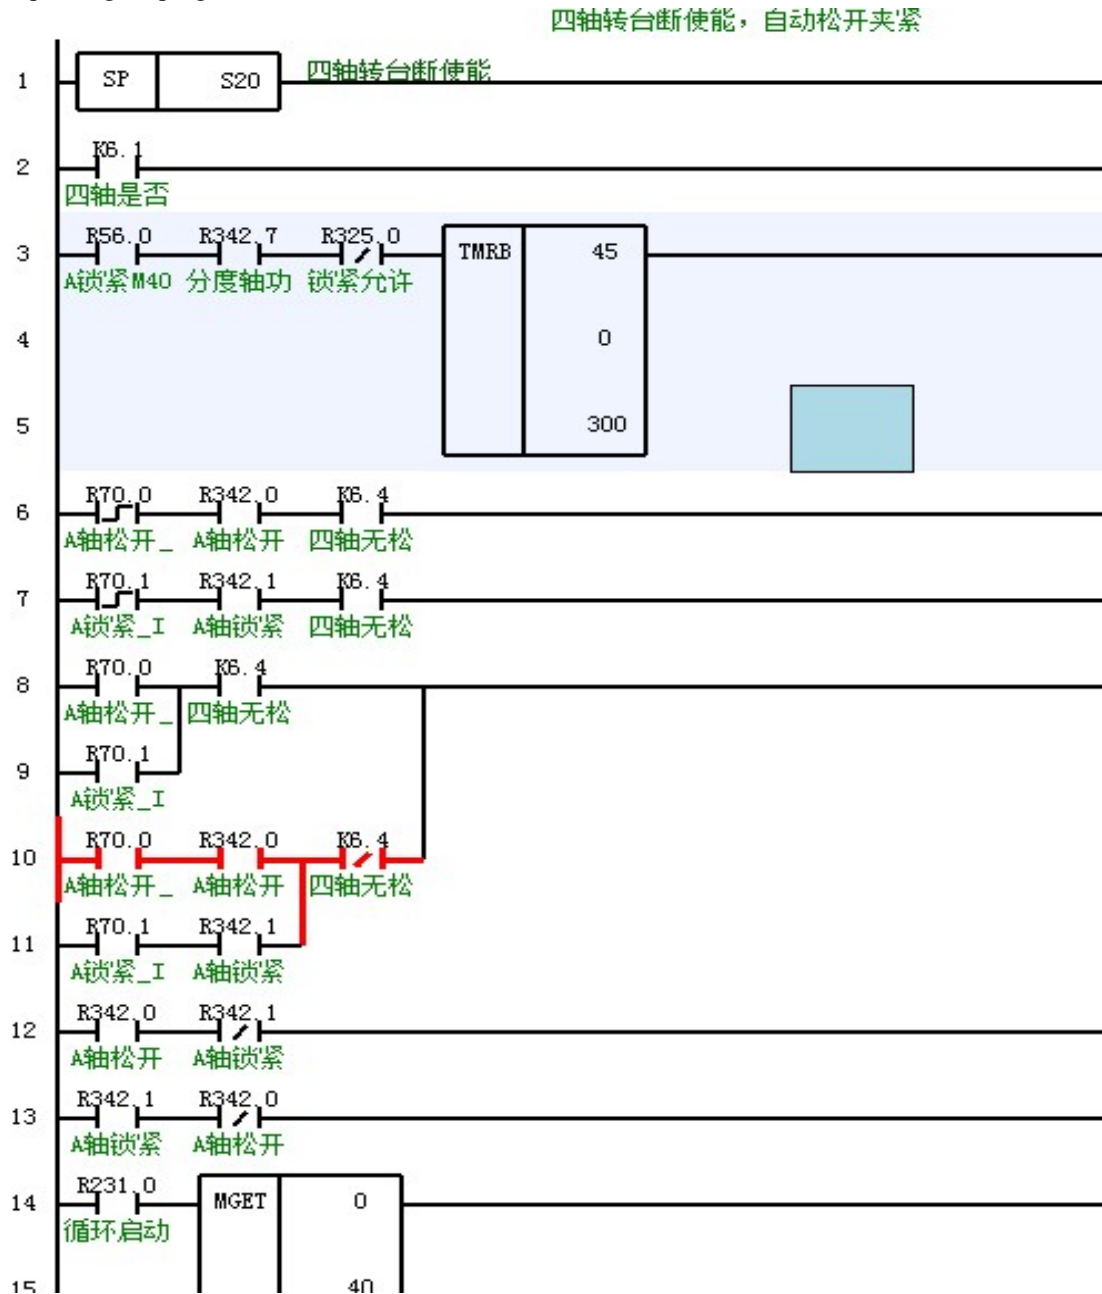 四轴转台断使能，自动松开夹紧
1 SP S20 四轴转台断使能
K6.1
2
四轴是否
R56.0 R342.7 R325.0
3 TMRB 45
A锁紧M40 分度轴功 锁紧允许
4 0
5 300
R70.0 R342.0 K6.4
6
A轴松开_ A轴松开 四轴无松
R70.1 R342.1 K6.4
7
A锁紧_I A轴锁紧 四轴无松
R70.0 K6.4
8
A轴松开_ 四轴无松
R70.1
9
A锁紧_I
R70.0 R342.0 K6.4
10
A轴松开_ A轴松开 四轴无松
R70.1 R342.1
11
A锁紧_I A轴锁紧
R342.0 R342.1
12
A轴松开 A轴锁紧
R342.1 R342.0
13
A轴锁紧 A轴松开
R231.0
14 MGET 0
循环启动
15 40